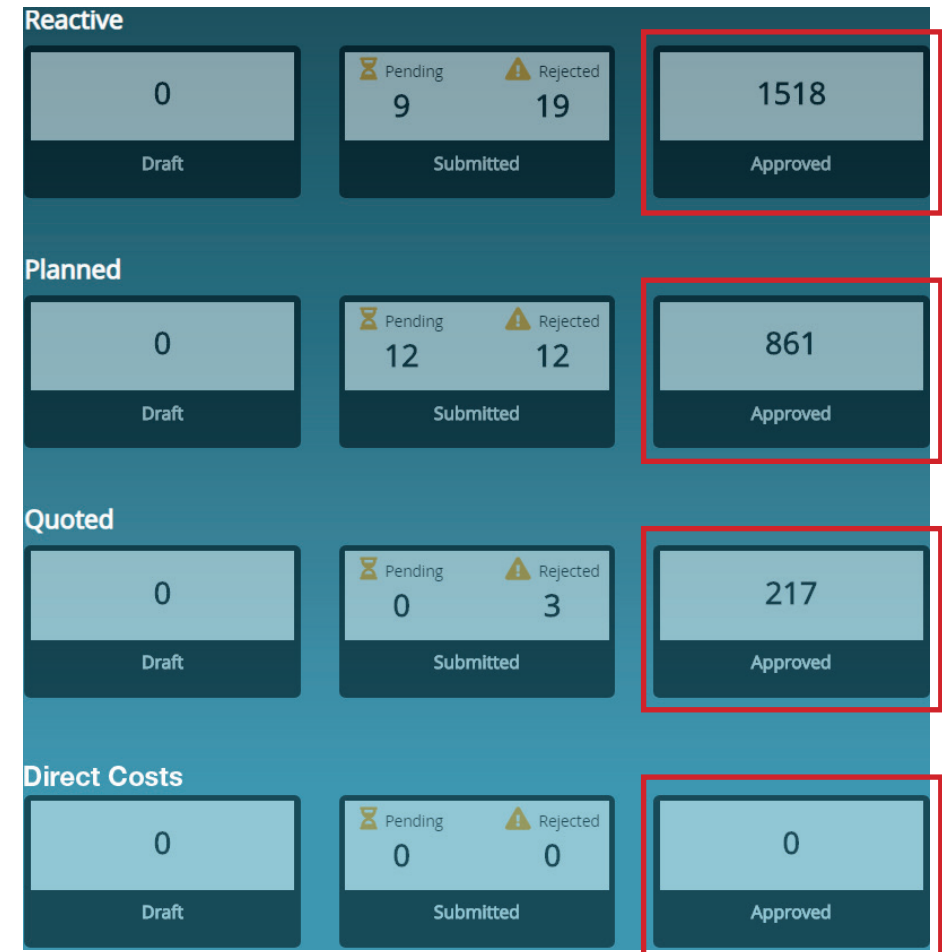 Reactive
Pending Rejected
0 9 19 1518
Draft Submitted Approved
Planned
Pending Rejected
0 12 12 861
Draft Submitted Approved
Quoted
Pending Rejected
0 0 3 217
Draft Submitted Approved
Direct Costs
Pending Rejected
0 0 0 0
Draft Submitted Approved